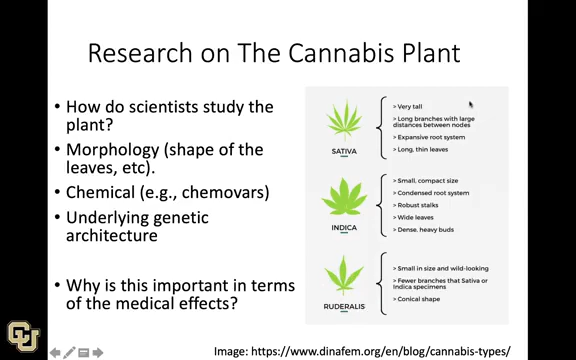 Research on The Cannabis Plant
• How do scientists study the
plant?
• Morphology (shape of the
leaves, etc).
• Chemical (e.g., chemovars)
• Underlying genetic
architecture
• Why is this important in terms
of the medical effects?
SATIVA
> Very tall
> Long branches with large
distances between nodes
> Expansive root system
> Long, thin leaves
INDICA
> Small, compact size
> Condensed root system
> Robust stalks
> Wide leaves
> Dense, heavy buds
RUDERALIS
> Small in size and wild-looking
> Fewer branches that Sativa or
Indica specimens
> Conical shape
CU
Image: https://www.dinafem.org/en/blog/cannabis-types/